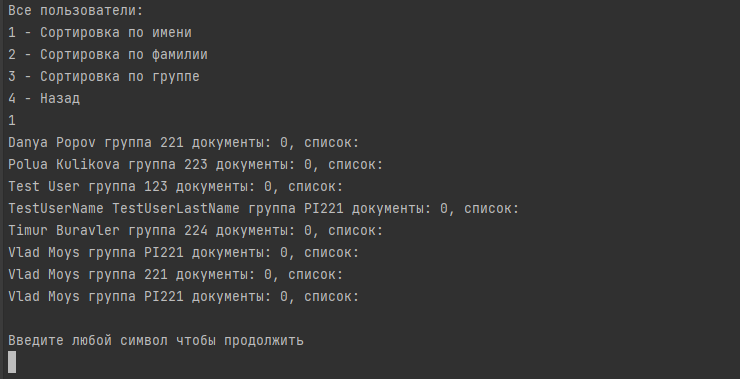 Все пользователи:
1 - Сортировка по имени
2 - Сортировка по фамилии
3 - Сортировка по группе
4 - Назад
1
Danya Popov группа 221 документы: 0, список:
Polua Kulikova группа 223 документы: 0, список:
Test User группа 123 документы: 0, список:
TestUserName TestUserLastName группа PI221 документы: 0, список:
Timur Buravler группа 224 документы: 0, список:
Vlad Moys группа PI221 документы: 0, список:
Vlad Moys группа 221 документы: 0, список:
Vlad Moys группа PI221 документы: 0, список:
Введите любой символ чтобы продолжить